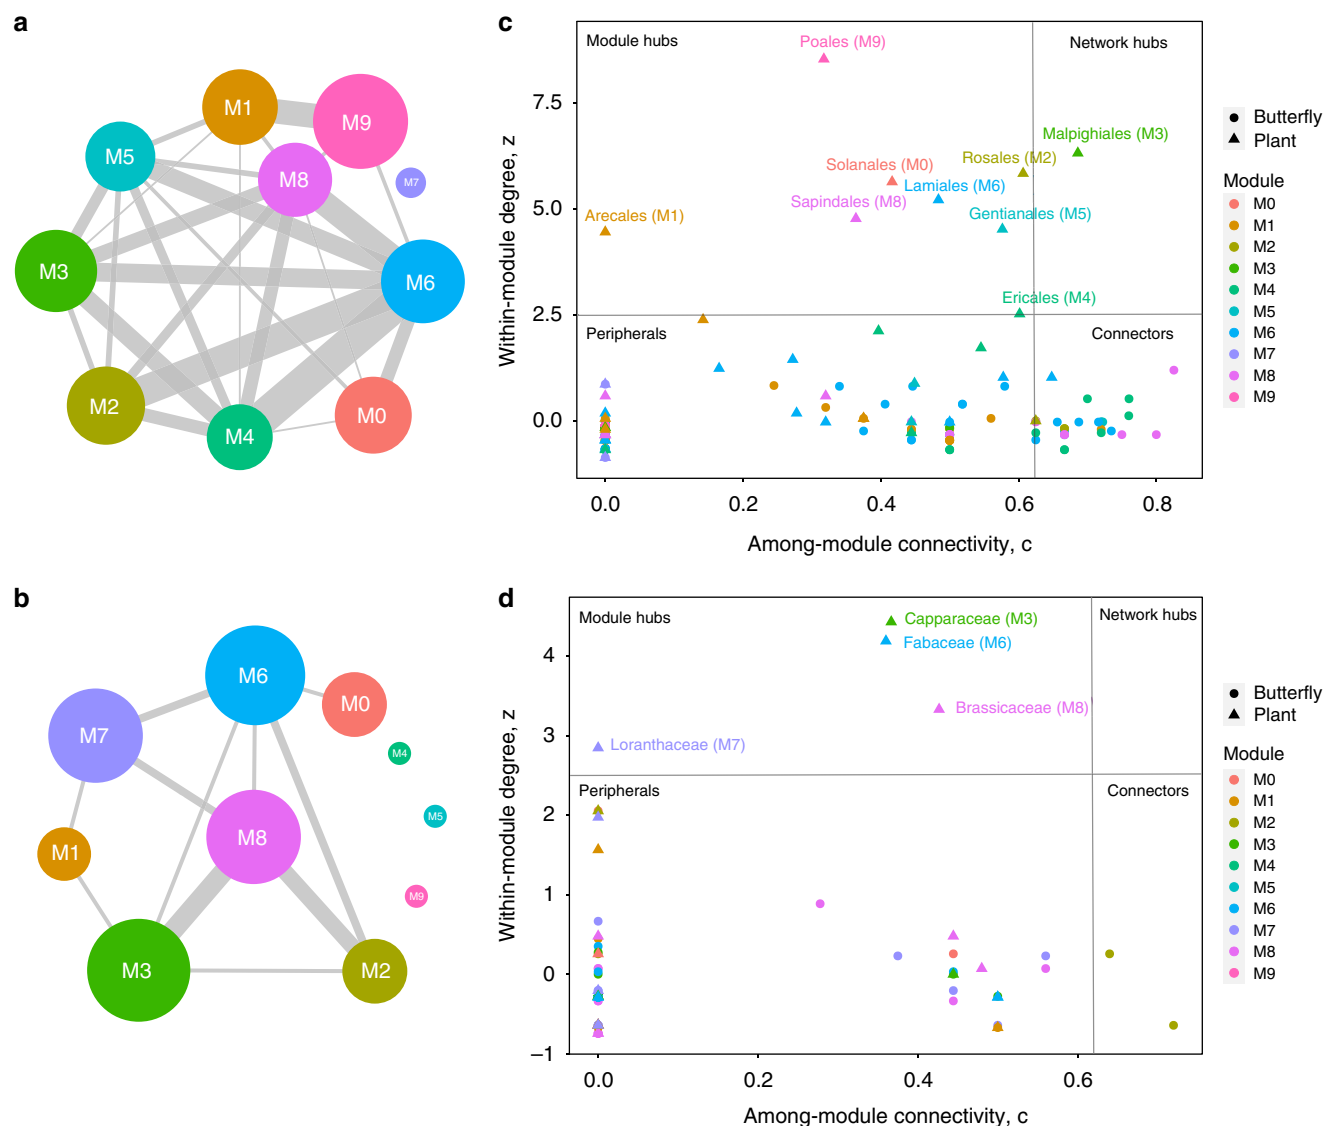 a
M1
M9
M5
M8
M7
M3
M6
M2
M4
M0
c
Module hubs
Poales (M9)
Network hubs
Malpighiales (M3)
Rosales (M2)
Solanales (M0)
Lamiales (M6)
Sapindales (M8)
Gentianales (M5)
Arecales (M1)
Ericales (M4)
Peripherals
Connectors
7.5
5.0
2.5
0.0
Within-module degree, z
0.0 0.2 0.4 0.6 0.8
Among-module connectivity, c
Butterfly
Plant
Module
M0
M1
M2
M3
M4
M5
M6
M7
M8
M9
b
M6
M0
M7
M4
M5
M8
M1
M9
M3
M2
d
Module hubs
Network hubs
Capparaceae (M3)
Fabaceae (M6)
Brassicaceae (M8)
Loranthaceae (M7)
Peripherals
Connectors
4
3
2
1
0
−1
Within-module degree, z
0.0 0.2 0.4 0.6
Among-module connectivity, c
Butterfly
Plant
Module
M0
M1
M2
M3
M4
M5
M6
M7
M8
M9